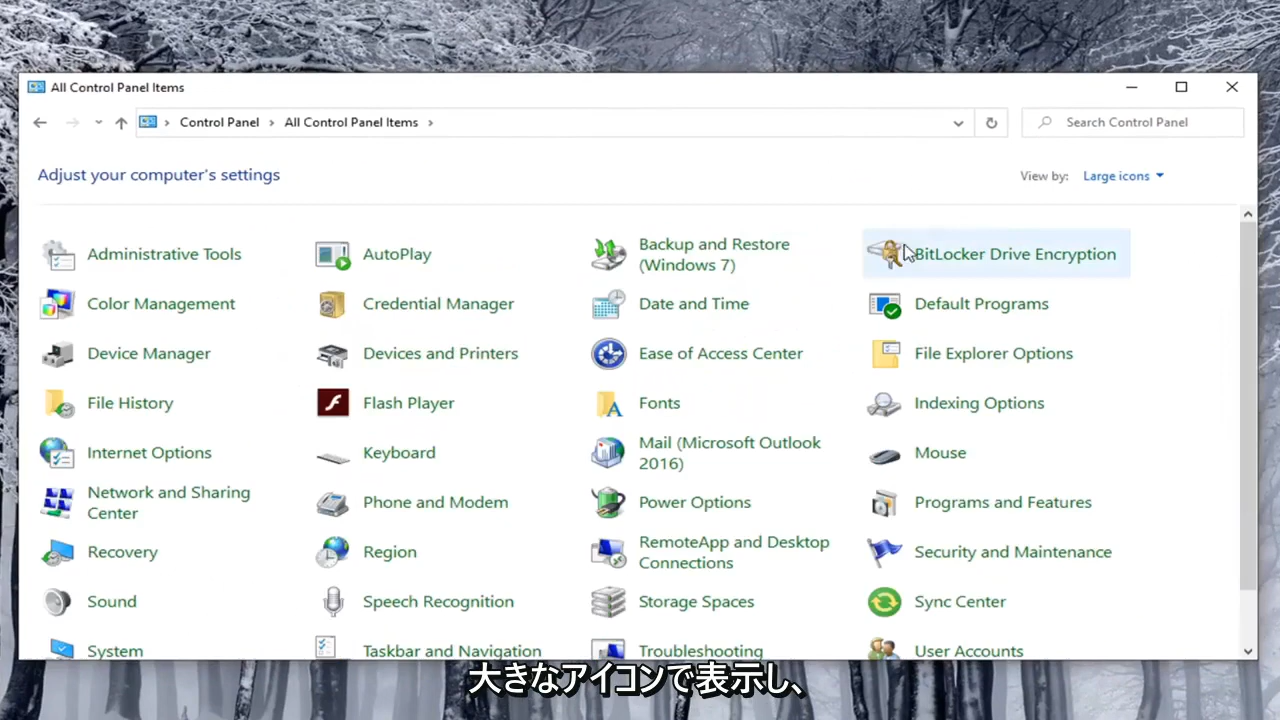 All Control Panel Items
Control Panel > All Control Panel Items >
Search Control Panel
Adjust your computer's settings
View by: Large icons
Administrative Tools
AutoPlay
Backup and Restore
(Windows 7)
BitLocker Drive Encryption
Color Management
Credential Manager
Date and Time
Default Programs
Device Manager
Devices and Printers
Ease of Access Center
File Explorer Options
File History
Flash Player
Fonts
Indexing Options
Internet Options
Keyboard
Mail (Microsoft Outlook
2016)
Mouse
Network and Sharing
Center
Phone and Modem
Power Options
Programs and Features
Recovery
Region
RemoteApp and Desktop
Connections
Security and Maintenance
Sound
Speech Recognition
Storage Spaces
Sync Center
System
Taskbar and Navigation
Troubleshooting
User Accounts
大きなアイコンで表示し、